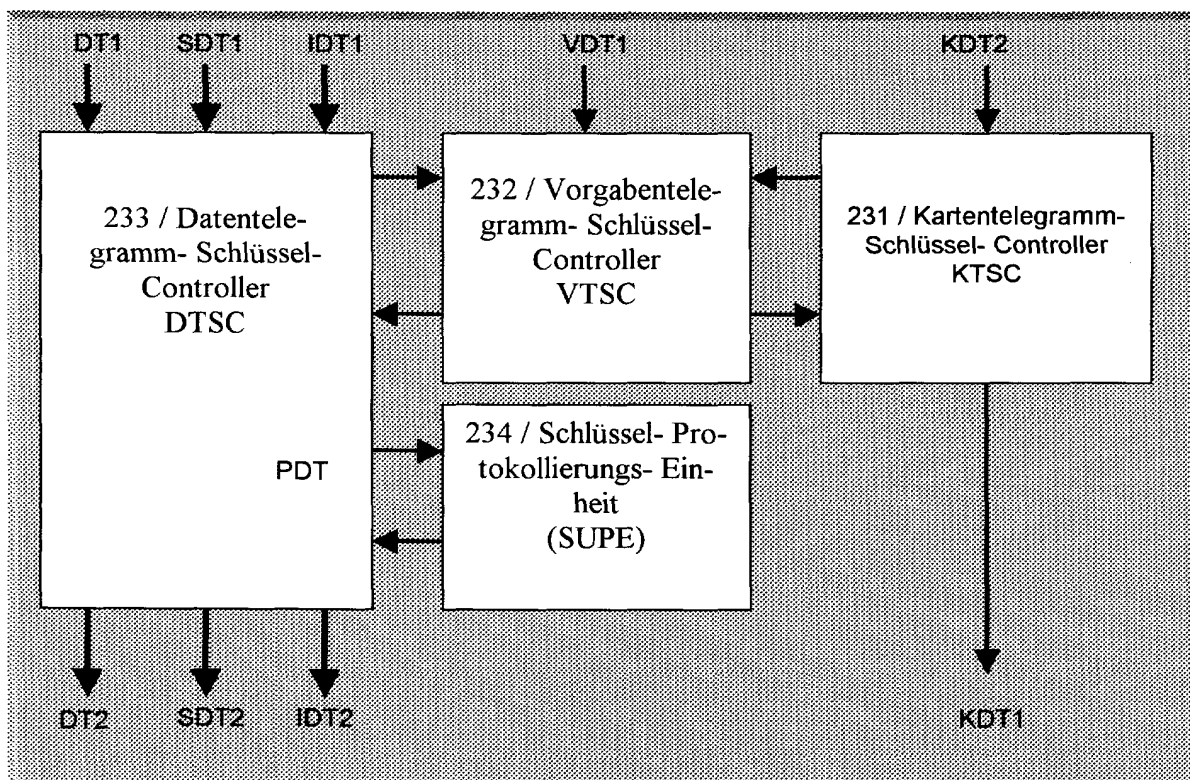 DT1 SDT1 IDT1 VDT1 KDT2
233 / Datentele-
gramm- Schlüssel-
Controller
DTSC
232 / Vorgabentele-
gramm- Schlüssel-
Controller
VTSC
231 / Kartentelegramm-
Schlüssel- Controller
KTSC
PDT
234 / Schlüssel- Pro-
tokollierungs- Ein-
heit
(SUPE)
DT2 SDT2 IDT2 KDT1